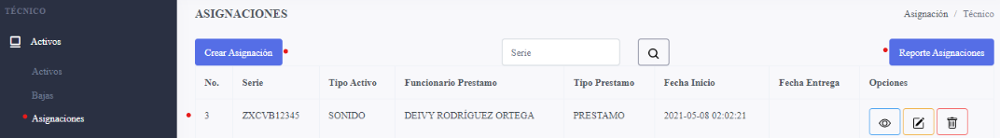 TÉCNICO
Activos
Activos
Bajas
Asignaciones
ASIGNACIONES
Asignación / Técnico
Crear Asignación
Serie
Reporte Asignaciones
No. Serie Tipo Activo Funcionario Prestamo Tipo Prestamo Fecha Inicio Fecha Entrega Opciones
3 ZXCVB12345 SONIDO DEIVY RODRÍGUEZ ORTEGA PRESTAMO 2021-05-08 02:02:21